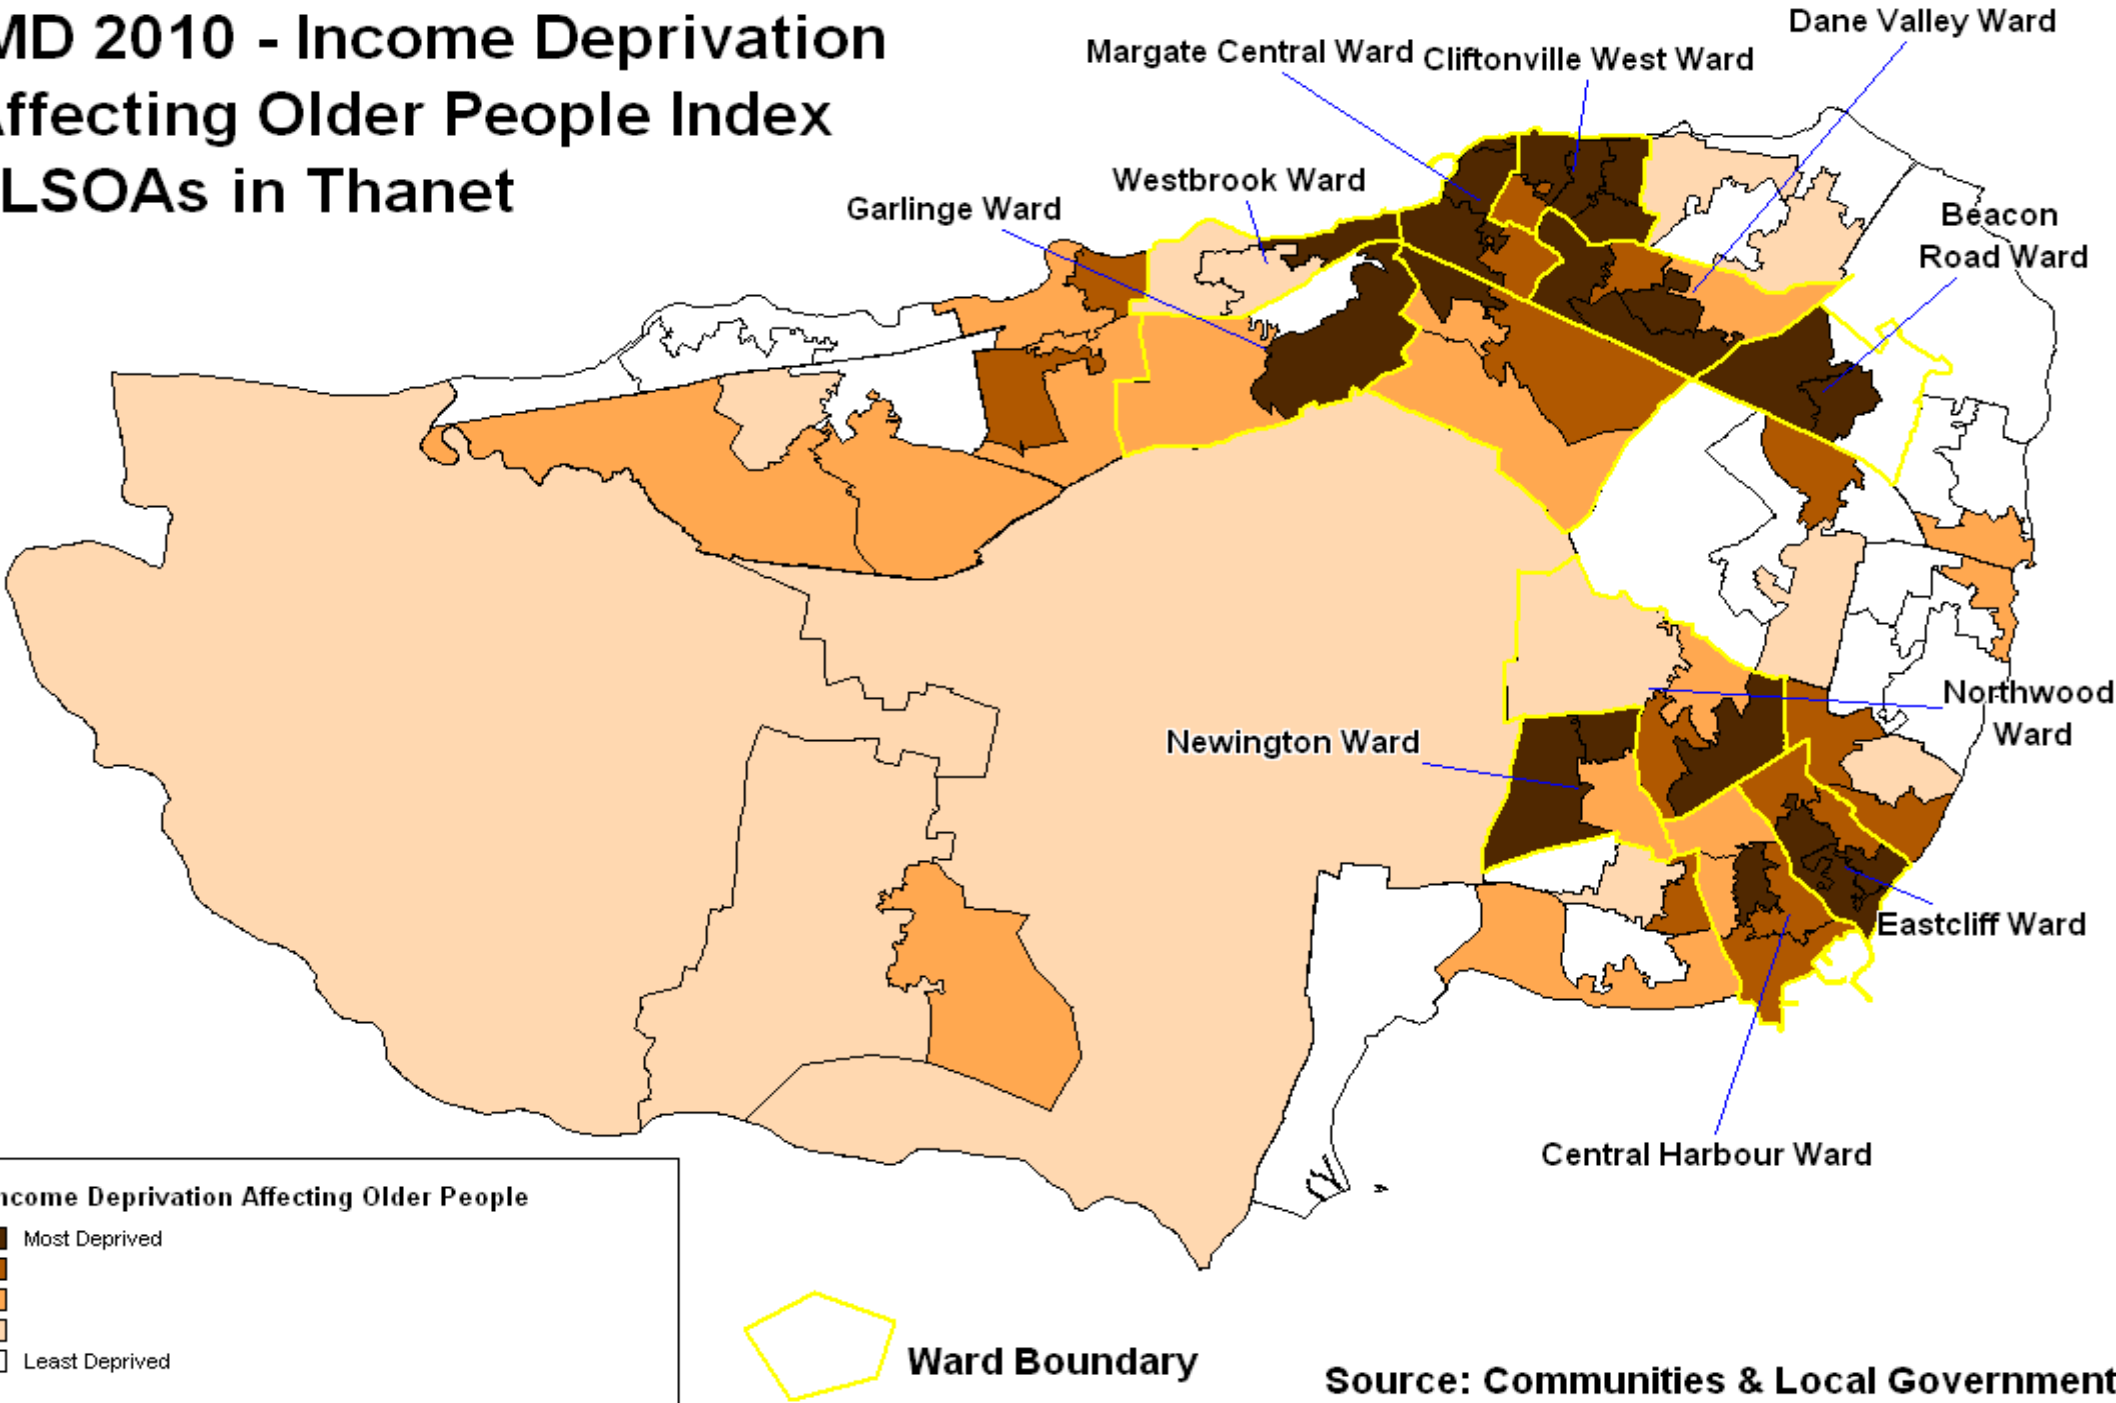 MD 2010 - Income Deprivation
Affecting Older People Index
LSOAs in Thanet
Dane Valley Ward
Margate Central Ward
Cliftonville West Ward
Westbrook Ward
Garlinge Ward
Beacon
Road Ward
Northwood
Ward
Newington Ward
Eastcliff Ward
Central Harbour Ward
ncome Deprivation Affecting Older People
Most Deprived
Least Deprived
Ward Boundary
Source: Communities & Local Government